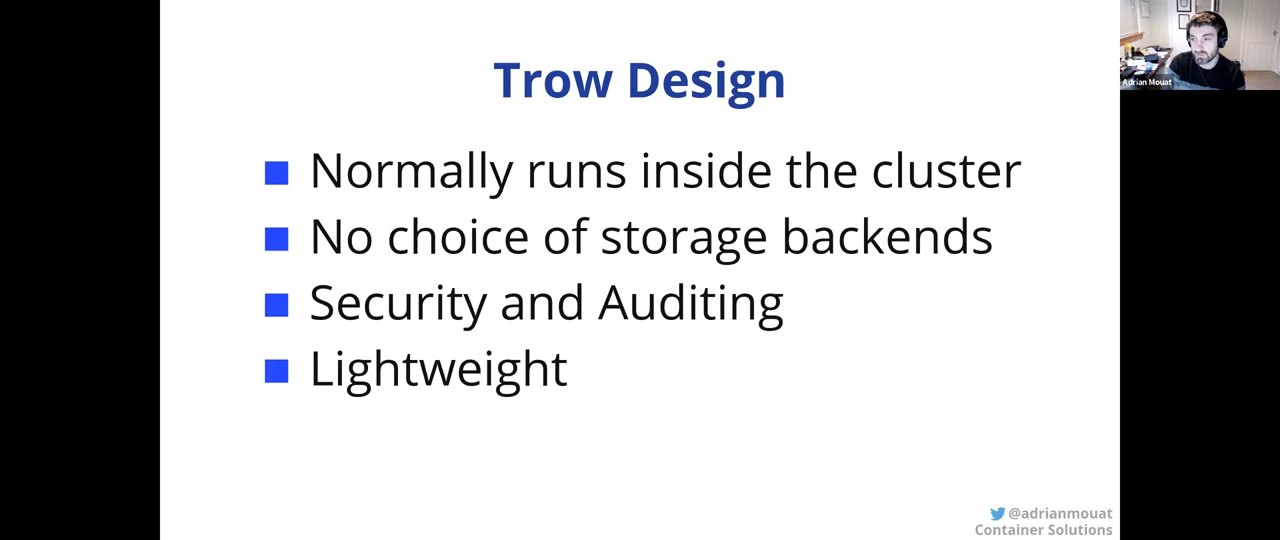 Trow Design
Normally runs inside the cluster
No choice of storage backends
Security and Auditing
Lightweight
@adrianmouat
Container Solutions
Adrian Mouat